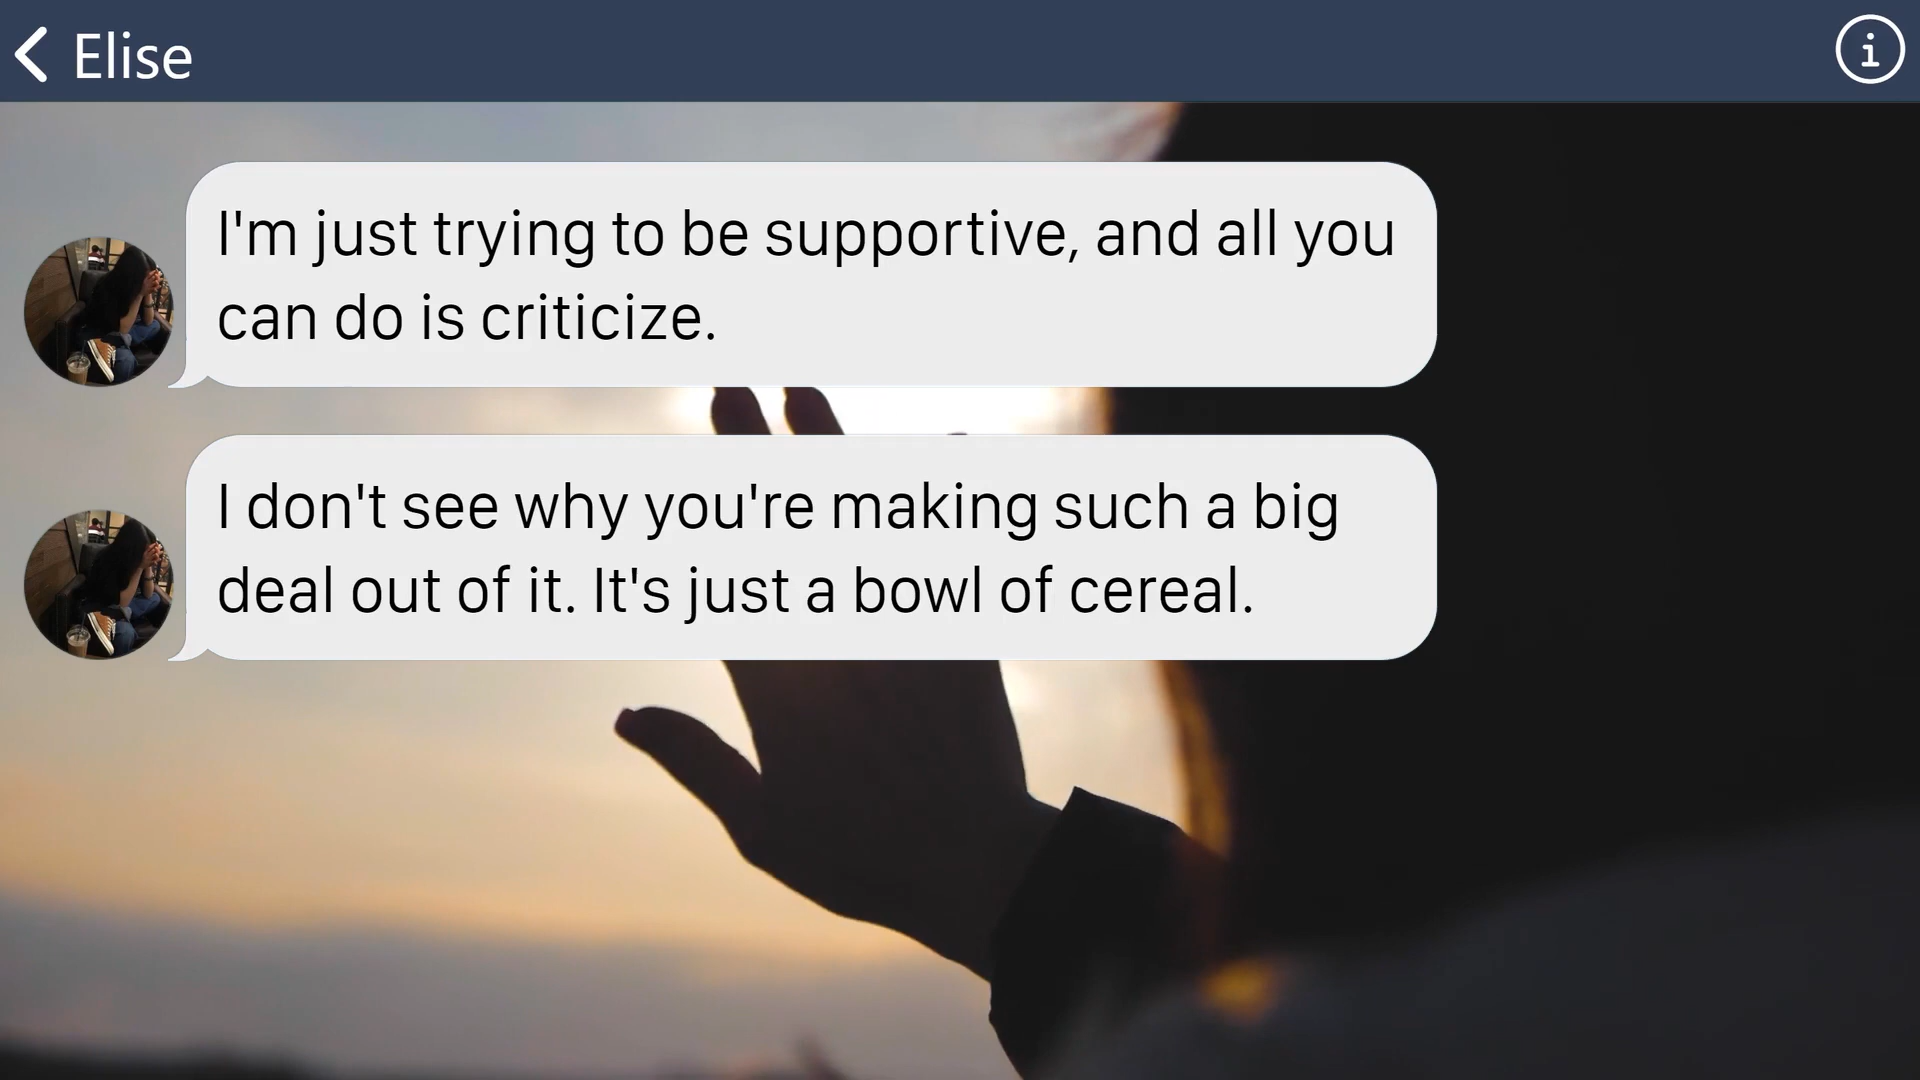 Elise
I'm just trying to be supportive, and all you
can do is criticize.
I don't see why you're making such a big
deal out of it. It's just a bowl of cereal.